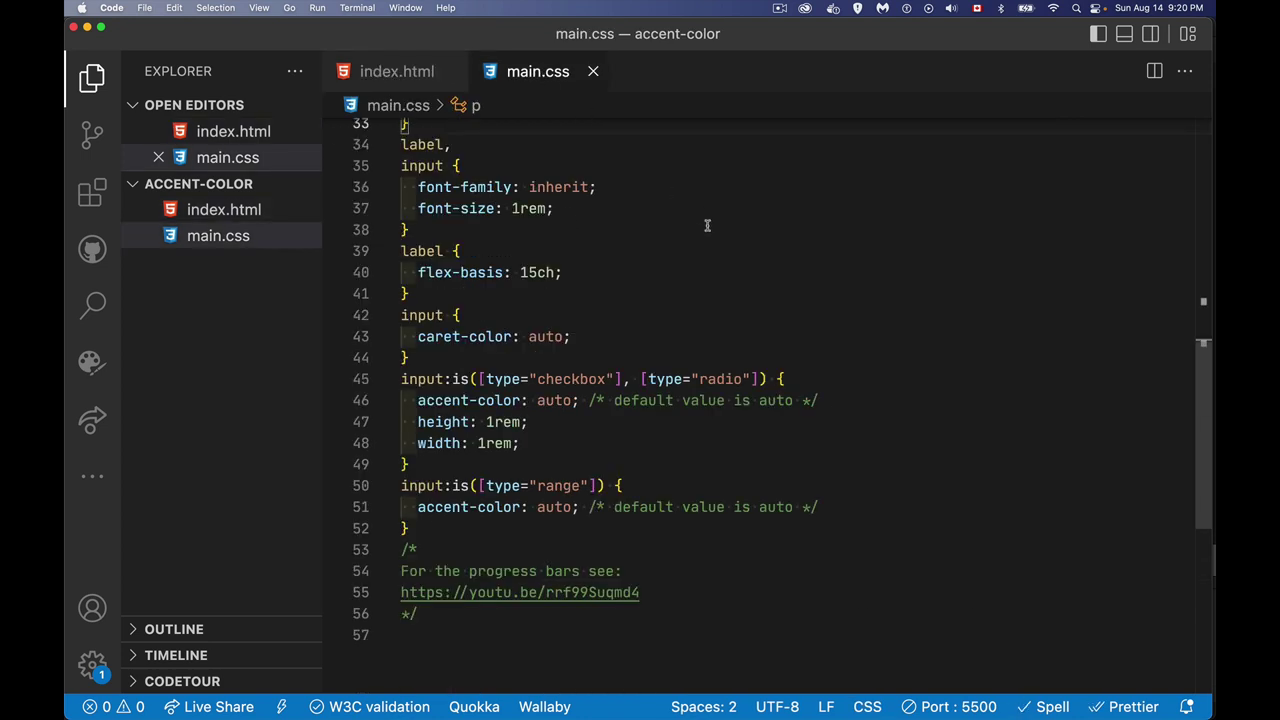 Code File Edit Selection View Go Run Terminal Window Help Sun Aug 14 9:20 PM
main.css — accent-color
EXPLORER
index.html
main.css
OPEN EDITORS
index.html
main.css
ACCENT-COLOR
index.html
main.css
OUTLINE
TIMELINE
CODETOUR
1
main.css > p
33 }
34 label,
35 input {
36 font-family: inherit;
37 font-size: 1rem;
38 }
39 label {
40 flex-basis: 15ch;
41 }
42 input {
43 caret-color: auto;
44 }
45 input:is([type="checkbox"], [type="radio"]) {
46 accent-color: auto; /* default value is auto */
47 height: 1rem;
48 width: 1rem;
49 }
50 input:is([type="range"]) {
51 accent-color: auto; /* default value is auto */
52 }
53 /*
54 For the progress bars see:
55 https://youtu.be/rrf99Suqmd4
56 */
57
0 0 Live Share W3C validation Quokka Wallaby Spaces: 2 UTF-8 LF CSS Port : 5500 Spell Prettier